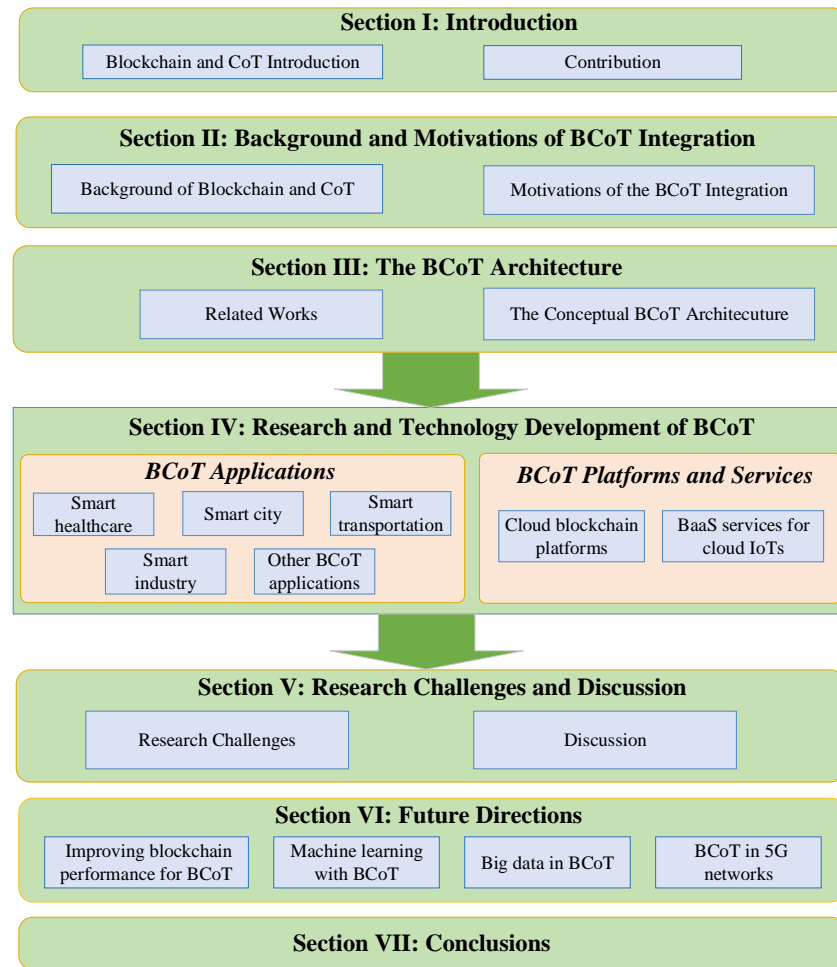 Section I: Introduction
Blockchain and CoT Introduction
Contribution
Section II: Background and Motivations of BCoT Integration
Background of Blockchain and CoT
Motivations of the BCoT Integration
Section III: The BCoT Architecture
Related Works
The Conceptual BCoT Architecuture
Section IV: Research and Technology Development of BCoT
BCoT Applications
Smart
healthcare
Smart city
Smart
transportation
Smart
industry
Other BCoT
applications
BCoT Platforms and Services
Cloud blockchain
platforms
BaaS services for
cloud IoTs
Section V: Research Challenges and Discussion
Research Challenges
Discussion
Section VI: Future Directions
Improving blockchain
performance for BCoT
Machine learning
with BCoT
Big data in BCoT
BCoT in 5G
networks
Section VII: Conclusions